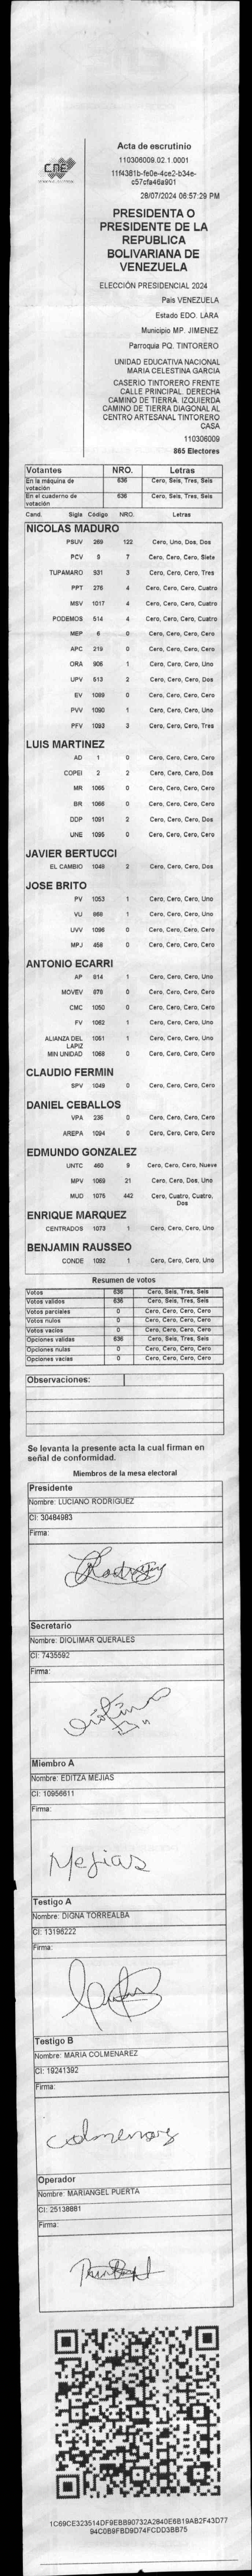 CNE
Acta de escrutinio
110306009.02.1.0001
11f4381b-fe0e-4ce2-b34e-
c57cfa46a901
28/07/2024 06:57:29 PM
PRESIDENTA O
PRESIDENTE DE LA
REPUBLICA
BOLIVARIANA DE
VENEZUELA
ELECCIÓN PRESIDENCIAL 2024
Pais VENEZUELA
Estado EDO. LARA
Municipio MP. JIMENEZ
Parroquia PQ. TINTORERO
UNIDAD EDUCATIVA NACIONAL
MARIA CELESTINA GARCIA
CASERIO TINTORERO FRENTE
CALLE PRINCIPAL. DERECHA
CAMINO DE TIERRA. IZQUIERDA
CAMINO DE TIERRA DIAGONAL AL
CENTRO ARTESANAL TINTORERO
CASA
110306009
865 Electores
Votantes NRO. Letras
En la máquina de votación 636 Cero, Seis, Tres, Seis
En el cuaderno de votación 636 Cero, Seis, Tres, Seis
Cand. Sigla Código NRO. Letras
NICOLAS MADURO
PSUV 269 122 Cero, Uno, Dos, Dos
PCV 5 7 Cero, Cero, Cero, Siete
TUPAMARO 931 3 Cero, Cero, Cero, Tres
PPT 276 4 Cero, Cero, Cero, Cuatro
MSV 1017 4 Cero, Cero, Cero, Cuatro
PODEMOS 514 4 Cero, Cero, Cero, Cuatro
MEP 6 0 Cero, Cero, Cero, Cero
APC 219 0 Cero, Cero, Cero, Cero
ORA 906 1 Cero, Cero, Cero, Uno
UPV 513 2 Cero, Cero, Cero, Dos
EV 1089 0 Cero, Cero, Cero, Cero
PVV 1090 1 Cero, Cero, Cero, Uno
PFV 1093 3 Cero, Cero, Cero, Tres
LUIS MARTINEZ
AD 1 0 Cero, Cero, Cero, Cero
COPEI 2 2 Cero, Cero, Cero, Dos
MR 1066 0 Cero, Cero, Cero, Cero
BR 1066 0 Cero, Cero, Cero, Cero
DDP 1091 2 Cero, Cero, Cero, Dos
UNE 1095 0 Cero, Cero, Cero, Cero
JAVIER BERTUCCI
EL CAMBIO 1048 2 Cero, Cero, Cero, Dos
JOSE BRITO
PV 1053 1 Cero, Cero, Cero, Uno
VU 868 1 Cero, Cero, Cero, Uno
UVV 1096 0 Cero, Cero, Cero, Cero
MPJ 458 0 Cero, Cero, Cero, Cero
ANTONIO ECARRI
AP 914 1 Cero, Cero, Cero, Uno
MOVEV 878 0 Cero, Cero, Cero, Cero
CMC 1050 0 Cero, Cero, Cero, Cero
FV 1062 1 Cero, Cero, Cero, Uno
ALIANZA DEL LAPIZ 1051 1 Cero, Cero, Cero, Uno
MIN UNIDAD 1068 0 Cero, Cero, Cero, Cero
CLAUDIO FERMIN
SPV 1049 0 Cero, Cero, Cero, Cero
DANIEL CEBALLOS
VPA 236 0 Cero, Cero, Cero, Cero
AREPA 1094 0 Cero, Cero, Cero, Cero
EDMUNDO GONZALEZ
UNTC 460 9 Cero, Cero, Cero, Nueve
MPV 1069 21 Cero, Cero, Dos, Uno
MUD 1075 442 Cero, Cuatro, Cuatro, Dos
ENRIQUE MARQUEZ
CENTRADOS 1073 1 Cero, Cero, Cero, Uno
BENJAMIN RAUSSEO
CONDE 1092 1 Cero, Cero, Cero, Uno
Resumen de votos
Votos 636 Cero, Seis, Tres, Seis
Votos validos 636 Cero, Seis, Tres, Seis
Votos parciales 0 Cero, Cero, Cero, Cero
Votos nulos 0 Cero, Cero, Cero, Cero
Votos vacios 0 Cero, Cero, Cero, Cero
Opciones validas 636 Cero, Seis, Tres, Seis
Opciones nulas 0 Cero, Cero, Cero, Cero
Opciones vacias 0 Cero, Cero, Cero, Cero
Observaciones:
Se levanta la presente acta la cual firman en
señal de conformidad.
Miembros de la mesa electoral
Presidente
Nombre: LUCIANO RODRIGUEZ
CI: 30484983
Firma:
Secretario
Nombre: DIOLIMAR QUERALES
CI: 7435592
Firma:
Miembro A
Nombre: EDITZA MEJIAS
CI: 10956611
Firma:
Mejias
Testigo A
Nombre: DIGNA TORREALBA
CI: 13196222
Firma:
Testigo B
Nombre: MARIA COLMENAREZ
CI: 19241392
Firma:
Operador
Nombre: MARIANGEL PUERTA
CI: 25138881
Firma:
1C69CE323514DF9EBB90732A2840E6B19AB2F43D77
94C0B9FBD9D74FCDD3BB75